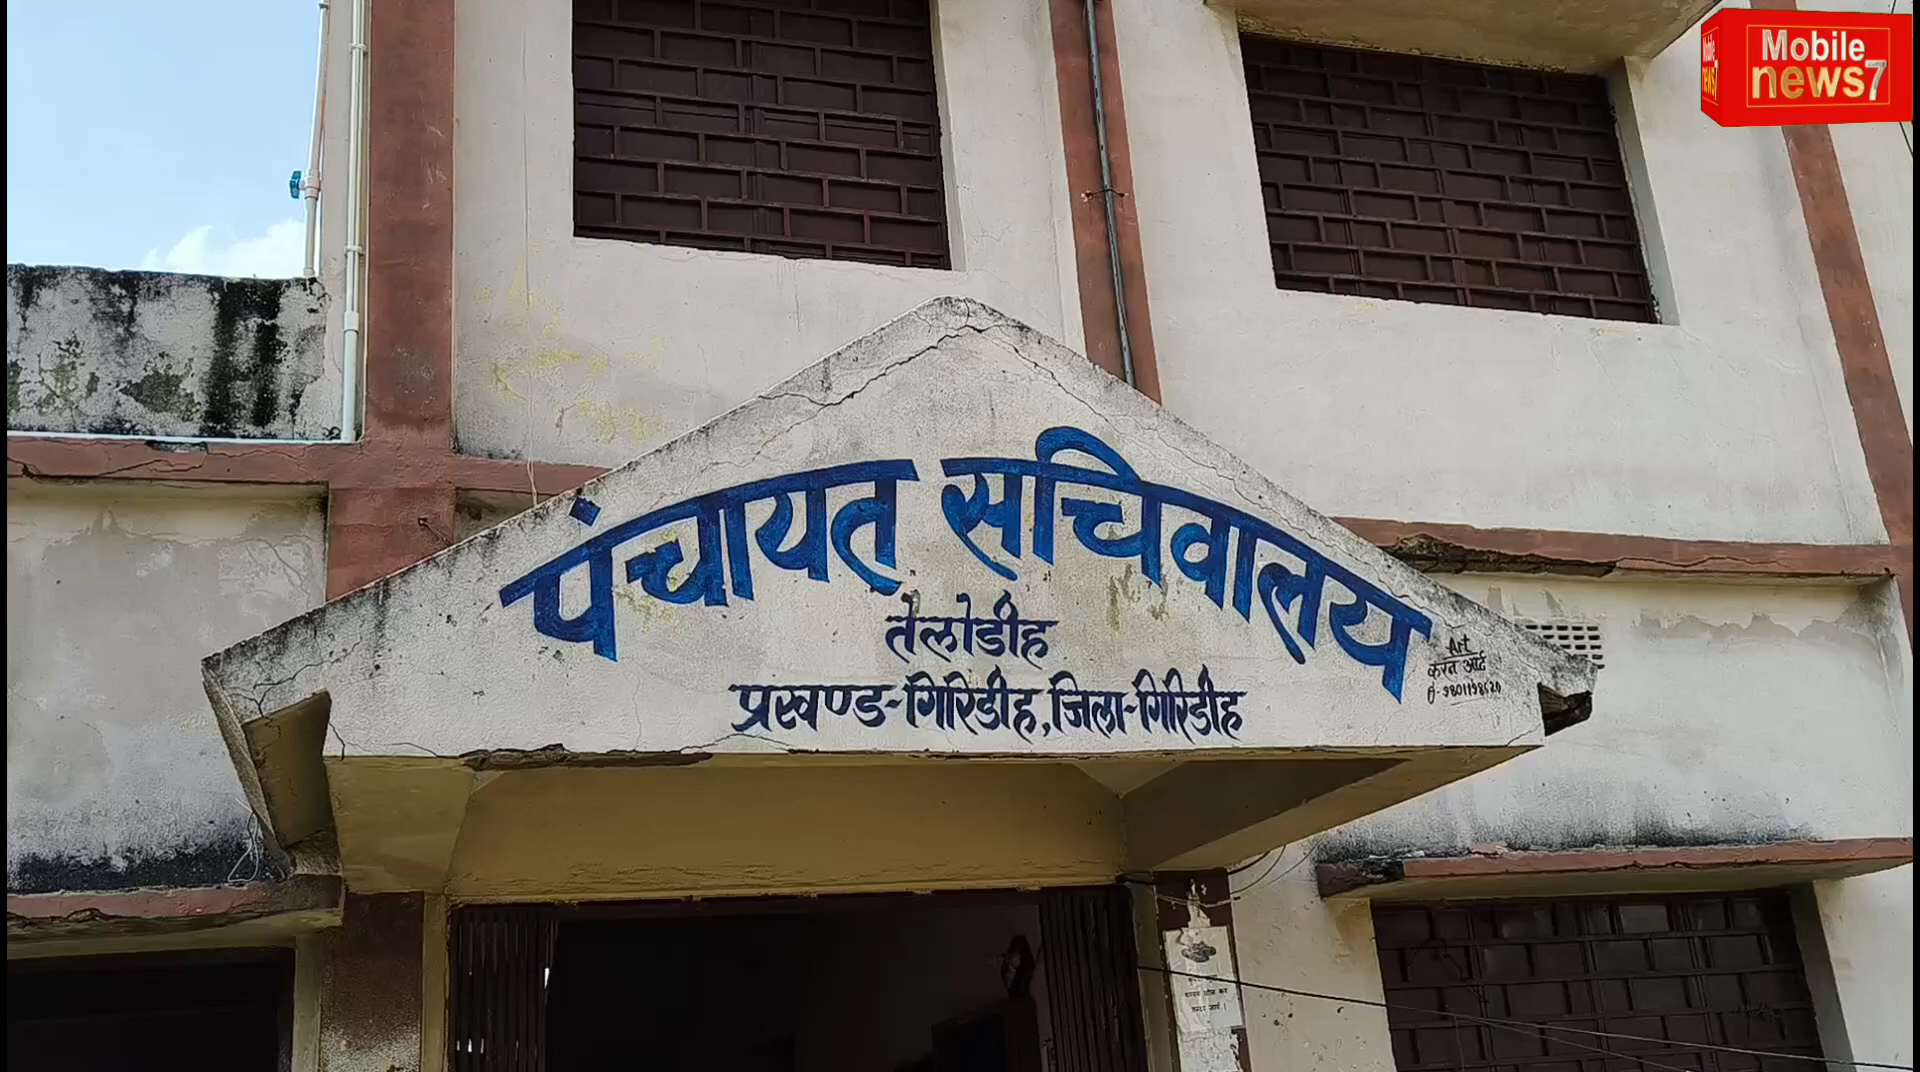 Mobile
news7
पंचायत सचिवालय
तेलोडीह
प्रखण्ड-गिरिडीह, जिला-गिरिडीह
Art
करन आर्ट